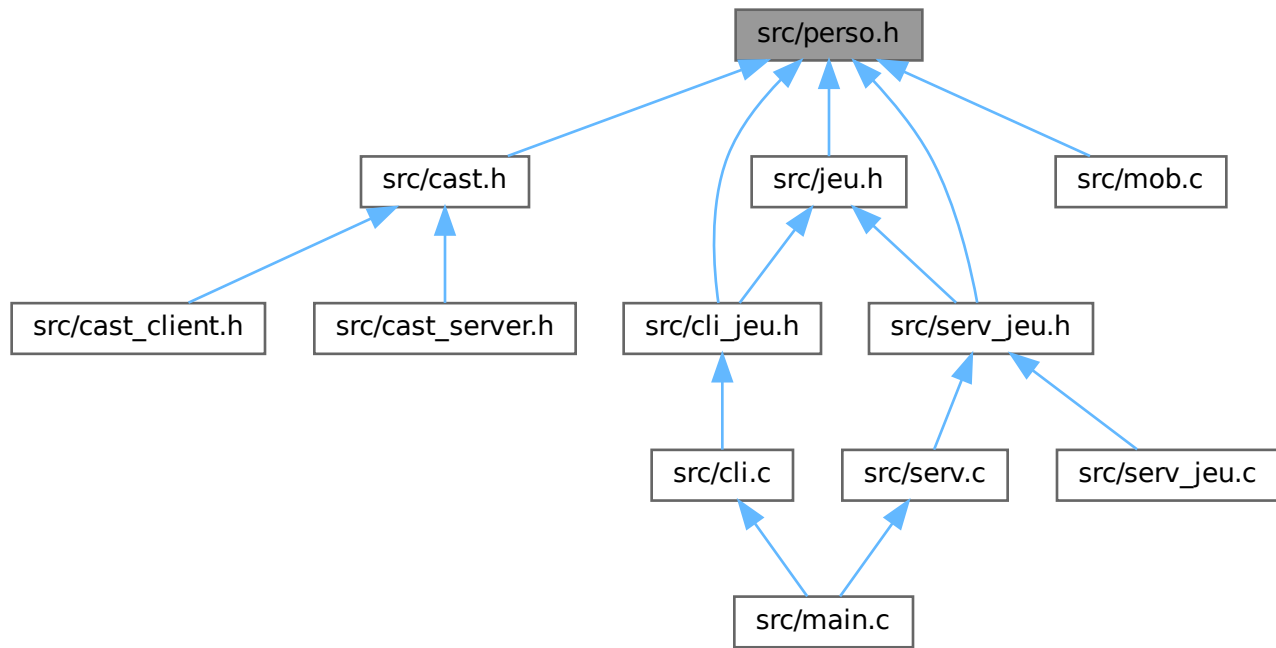 src/perso.h
src/cast.h
src/jeu.h
src/mob.c
src/cast_client.h
src/cast_server.h
src/cli_jeu.h
src/serv_jeu.h
src/cli.c
src/serv.c
src/serv_jeu.c
src/main.c